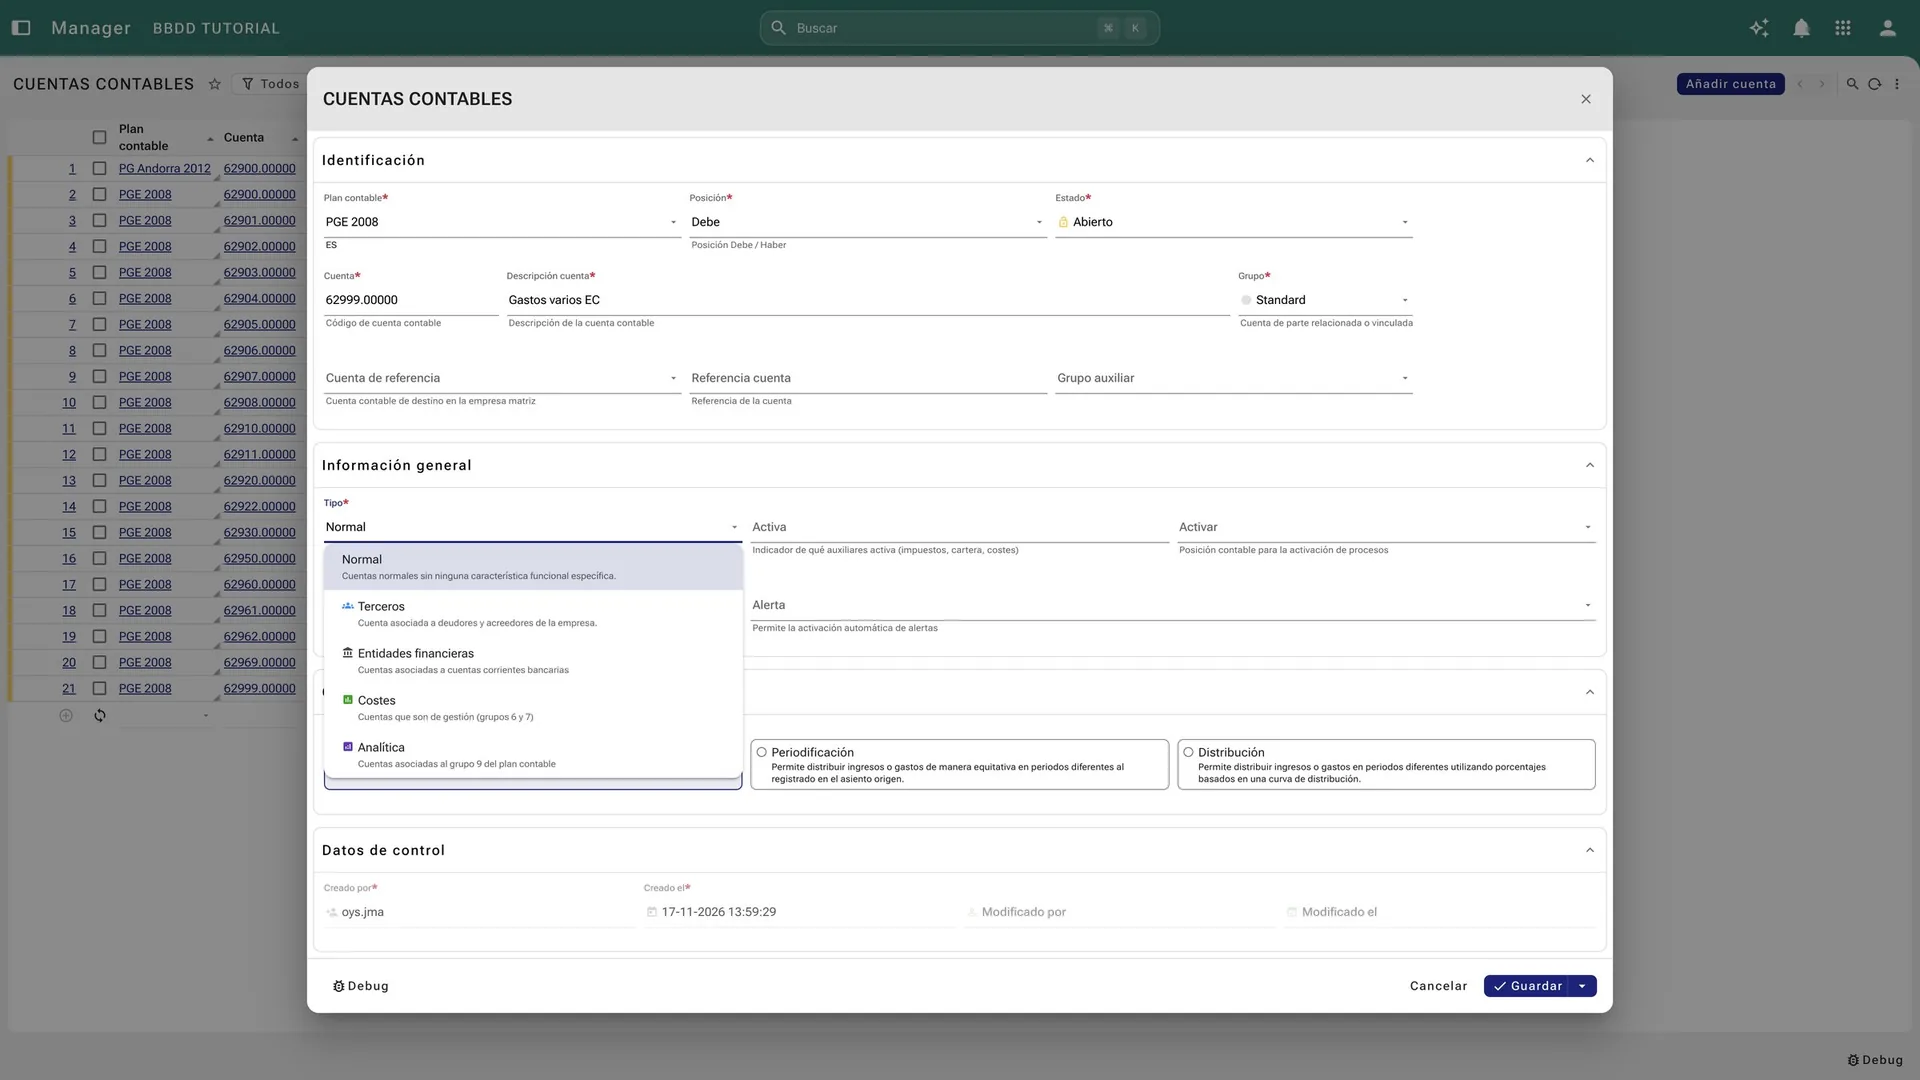 Manager
BBDD TUTORIAL
Buscar
⌘ K
CUENTAS CONTABLES
Todos
Añadir cuenta
Plan contable
Cuenta
1 PG Andorra 2012 62900.00000
2 PGE 2008 62900.00000
3 PGE 2008 62901.00000
4 PGE 2008 62902.00000
5 PGE 2008 62903.00000
6 PGE 2008 62904.00000
7 PGE 2008 62905.00000
8 PGE 2008 62906.00000
9 PGE 2008 62907.00000
10 PGE 2008 62908.00000
11 PGE 2008 62910.00000
12 PGE 2008 62911.00000
13 PGE 2008 62920.00000
14 PGE 2008 62922.00000
15 PGE 2008 62930.00000
16 PGE 2008 62950.00000
17 PGE 2008 62960.00000
18 PGE 2008 62961.00000
19 PGE 2008 62962.00000
20 PGE 2008 62969.00000
21 PGE 2008 62999.00000
CUENTAS CONTABLES
Identificación
Plan contable*
PGE 2008
ES
Posición*
Debe
Posición Debe / Haber
Estado*
Abierto
Cuenta*
62999.00000
Código de cuenta contable
Descripción cuenta*
Gastos varios EC
Descripción de la cuenta contable
Grupo*
Standard
Cuenta de parte relacionada o vinculada
Cuenta de referencia
Cuenta contable de destino en la empresa matriz
Referencia cuenta
Referencia de la cuenta
Grupo auxiliar
Información general
Tipo*
Normal
Activa
Indicador de qué auxiliares activa (impuestos, cartera, costes)
Activar
Posición contable para la activación de procesos
Normal
Cuentas normales sin ninguna característica funcional específica.
Terceros
Cuenta asociada a deudores y acreedores de la empresa.
Entidades financieras
Cuentas asociadas a cuentas corrientes bancarias
Costes
Cuentas que son de gestión (grupos 6 y 7)
Analítica
Cuentas asociadas al grupo 9 del plan contable
Alerta
Permite la activación automática de alertas
Periodificación
Permite distribuir ingresos o gastos de manera equitativa en periodos diferentes al
registrado en el asiento origen.
Distribución
Permite distribuir ingresos o gastos en periodos diferentes utilizando porcentajes
basados en una curva de distribución.
Datos de control
Creado por*
oys.jma
Creado el*
17-11-2026 13:59:29
Modificado por
Modificado el
Debug
Cancelar
Guardar
Debug